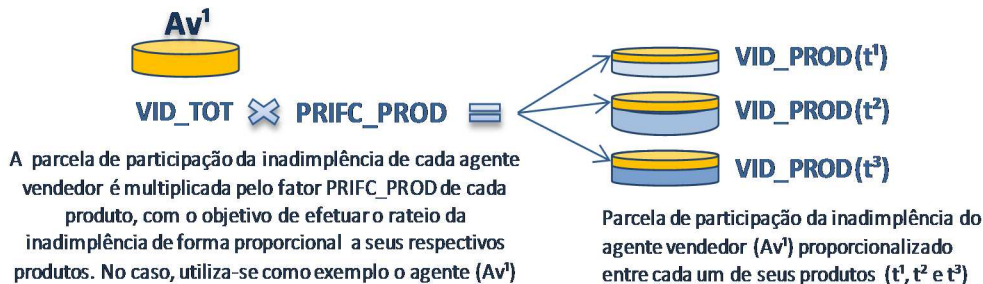 Av¹
VID_TOT × PRIFC_PROD =
VID_PROD(t¹)
VID_PROD(t²)
VID_PROD(t³)
A parcela de participação da inadimplência de cada agente
vendedor é multiplicada pelo fator PRIFC_PROD de cada
produto, com o objetivo de efetuar o rateio da
inadimplência de forma proporcional a seus respectivos
produtos. No caso, utiliza-se como exemplo o agente (Av¹)
Parcela de participação da inadimplência do
agente vendedor (Av¹) proporcionalizado
entre cada um de seus produtos (t¹, t² e t³)